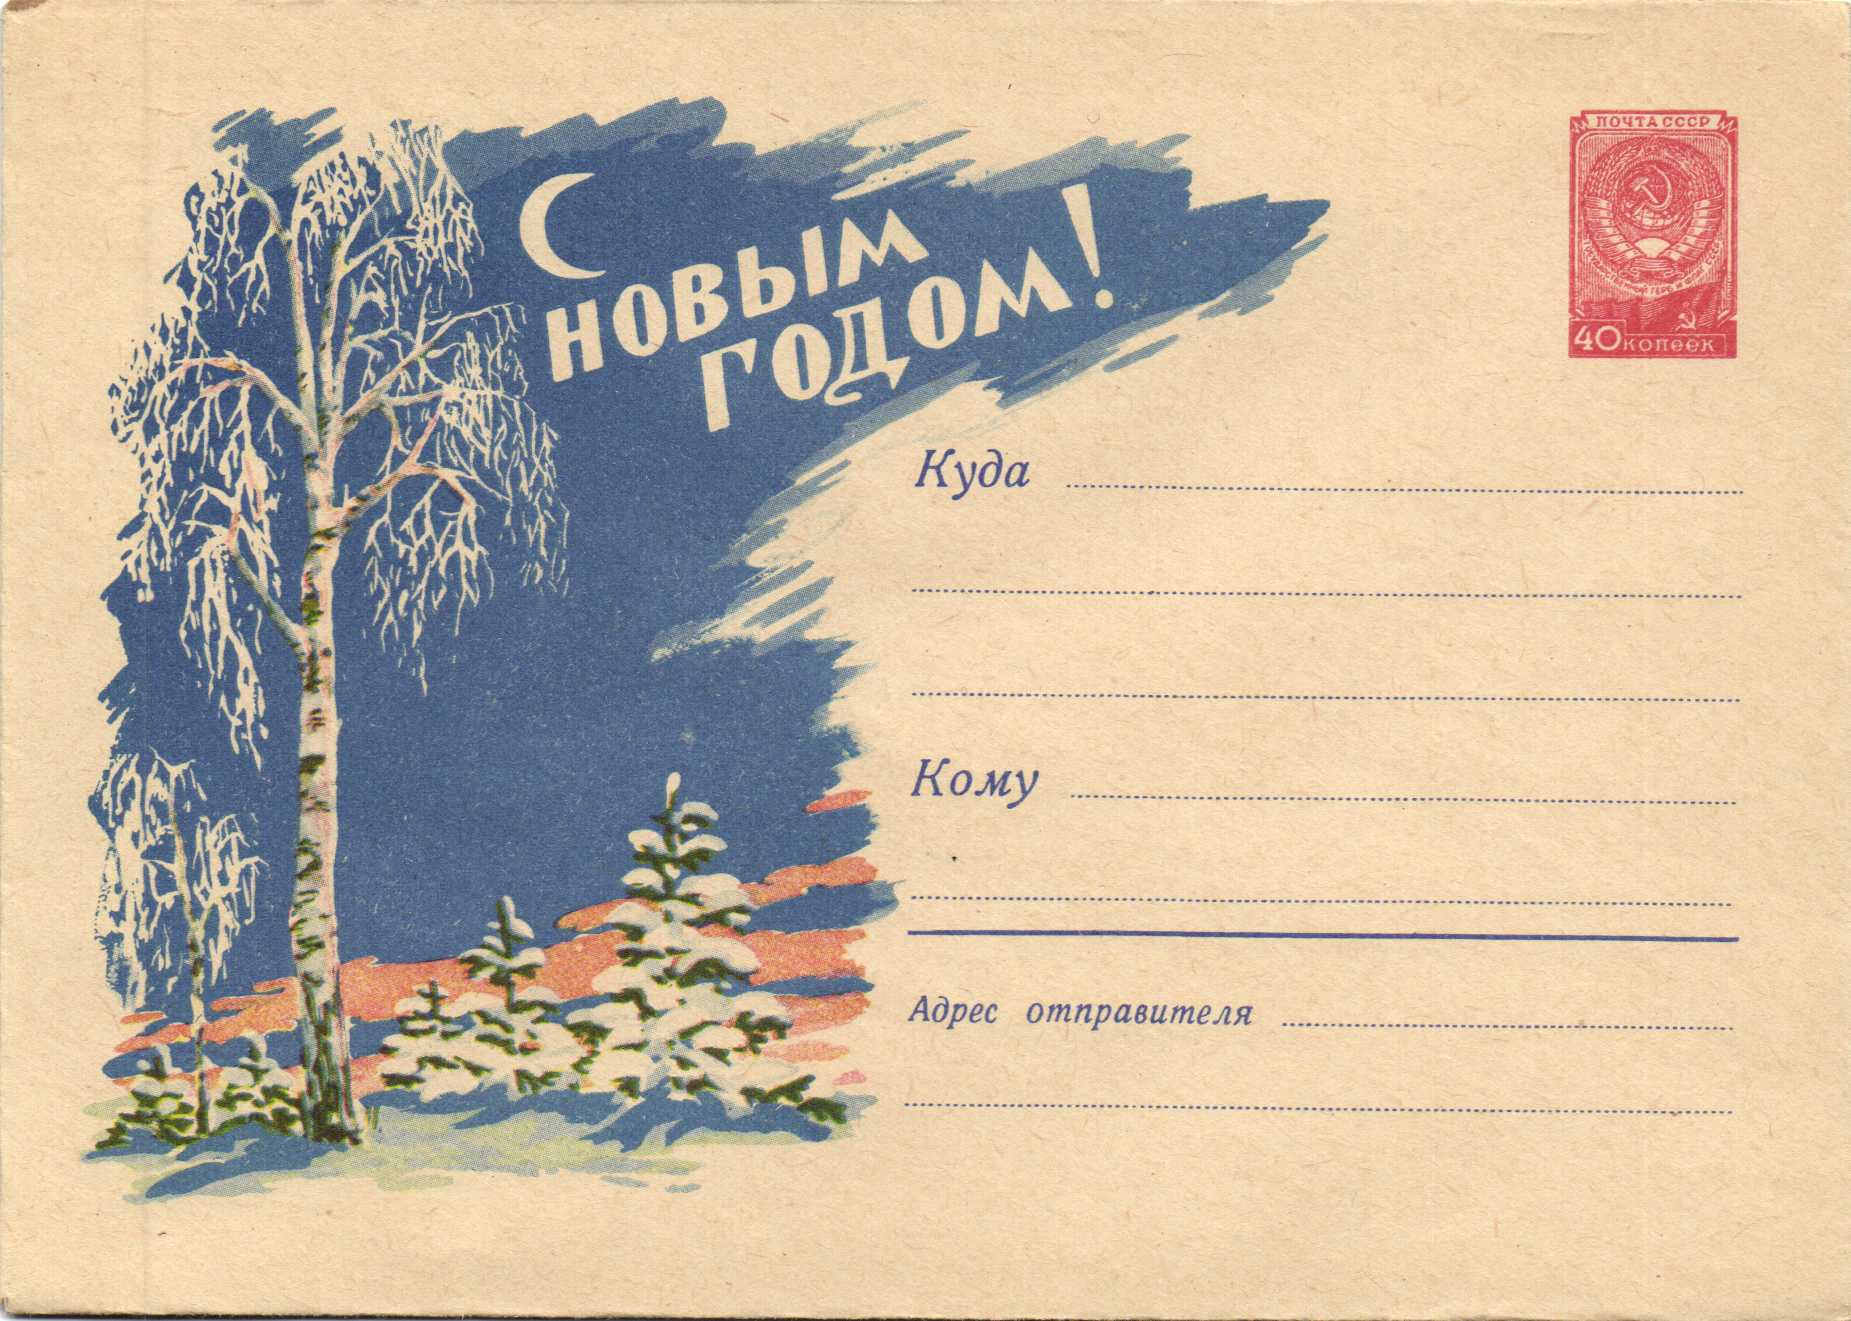 С
НОВЫМ
ГОДОМ!
ПОЧТА СССР
40 КОПЕЕК
Куда
Кому
Адрес отправителя